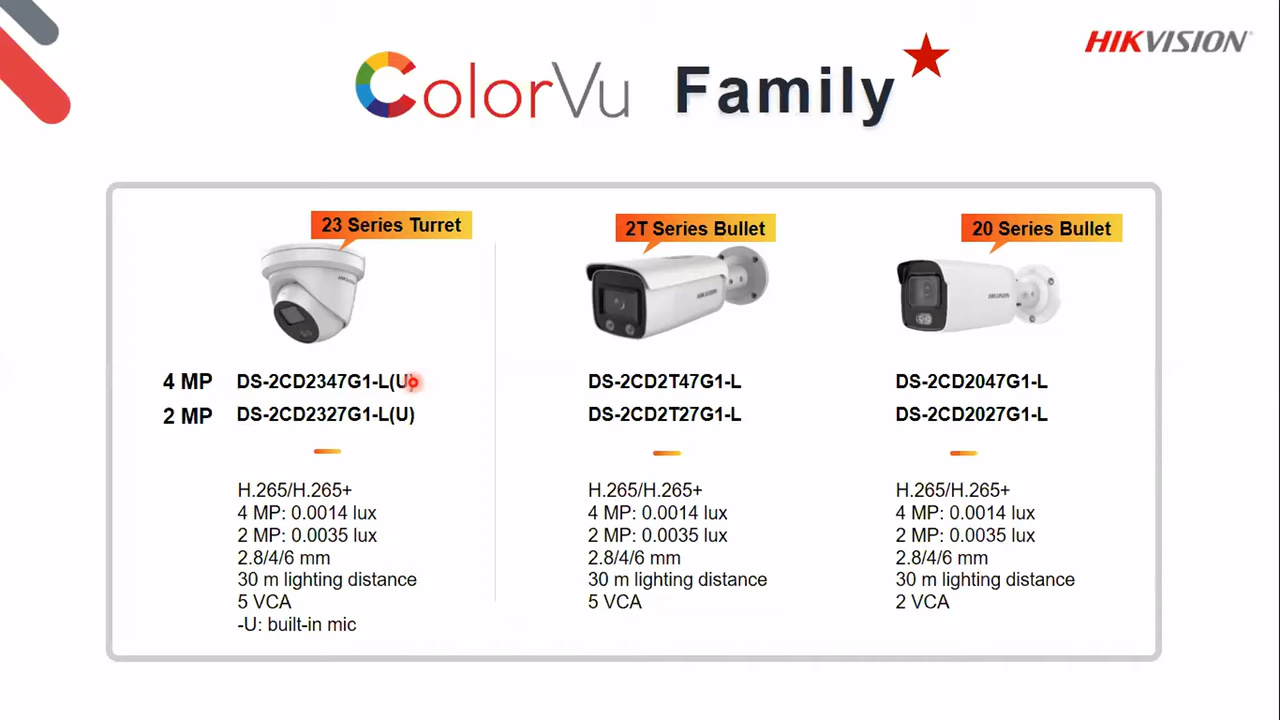 HIKVISION
ColorVu Family
23 Series Turret
2T Series Bullet
20 Series Bullet
4 MP DS-2CD2347G1-L(U)
2 MP DS-2CD2327G1-L(U)
H.265/H.265+
4 MP: 0.0014 lux
2 MP: 0.0035 lux
2.8/4/6 mm
30 m lighting distance
5 VCA
-U: built-in mic
DS-2CD2T47G1-L
DS-2CD2T27G1-L
H.265/H.265+
4 MP: 0.0014 lux
2 MP: 0.0035 lux
2.8/4/6 mm
30 m lighting distance
5 VCA
DS-2CD2047G1-L
DS-2CD2027G1-L
H.265/H.265+
4 MP: 0.0014 lux
2 MP: 0.0035 lux
2.8/4/6 mm
30 m lighting distance
2 VCA
HIKVISION
HIKVISION
HIKVISION